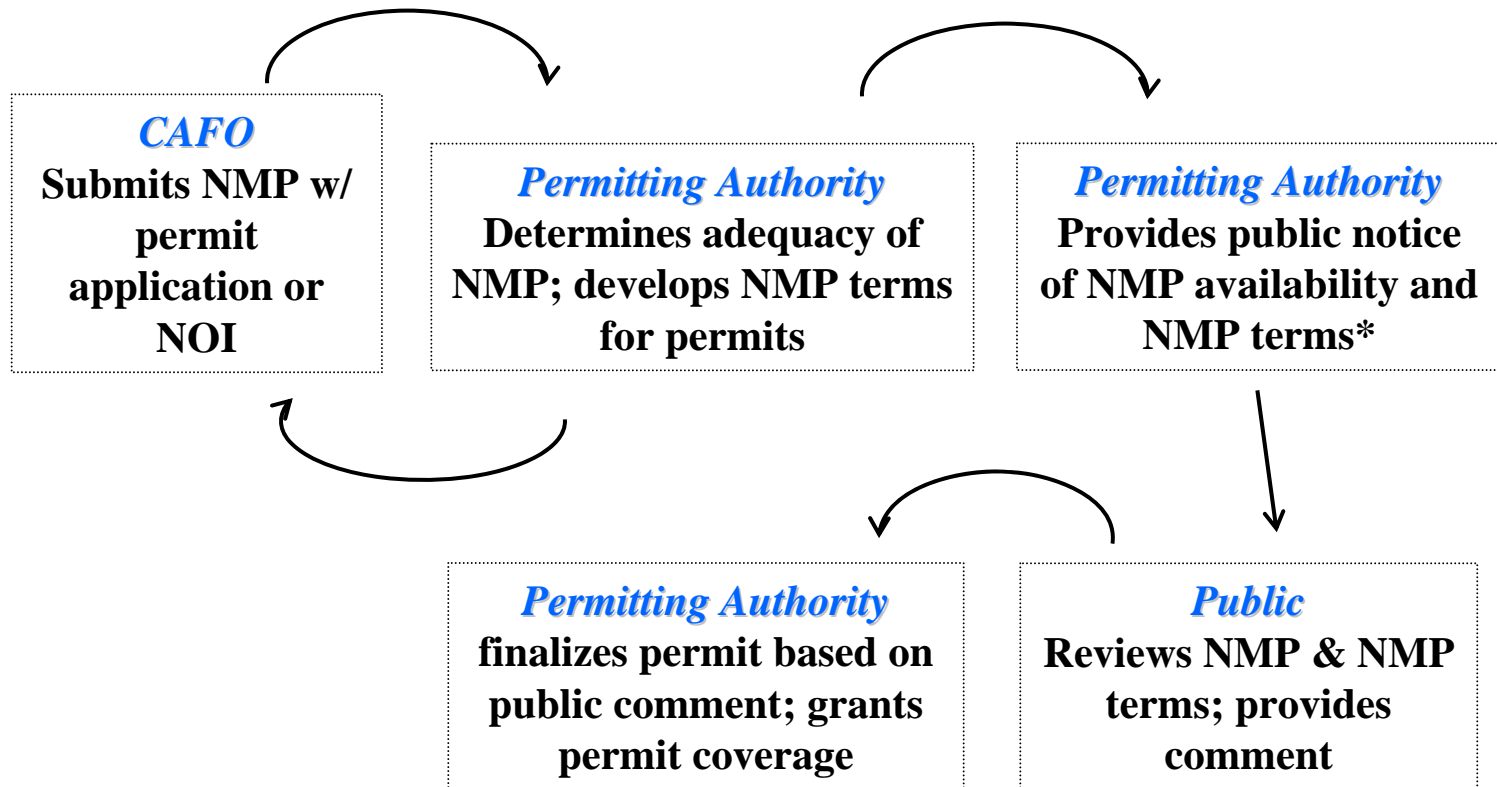 CAFO
Submits NMP w/
permit
application or
NOI
Permitting Authority
Determines adequacy of
NMP; develops NMP terms
for permits
Permitting Authority
Provides public notice
of NMP availability and
NMP terms*
Public
Reviews NMP & NMP
terms; provides
comment
Permitting Authority
finalizes permit based on
public comment; grants
permit coverage